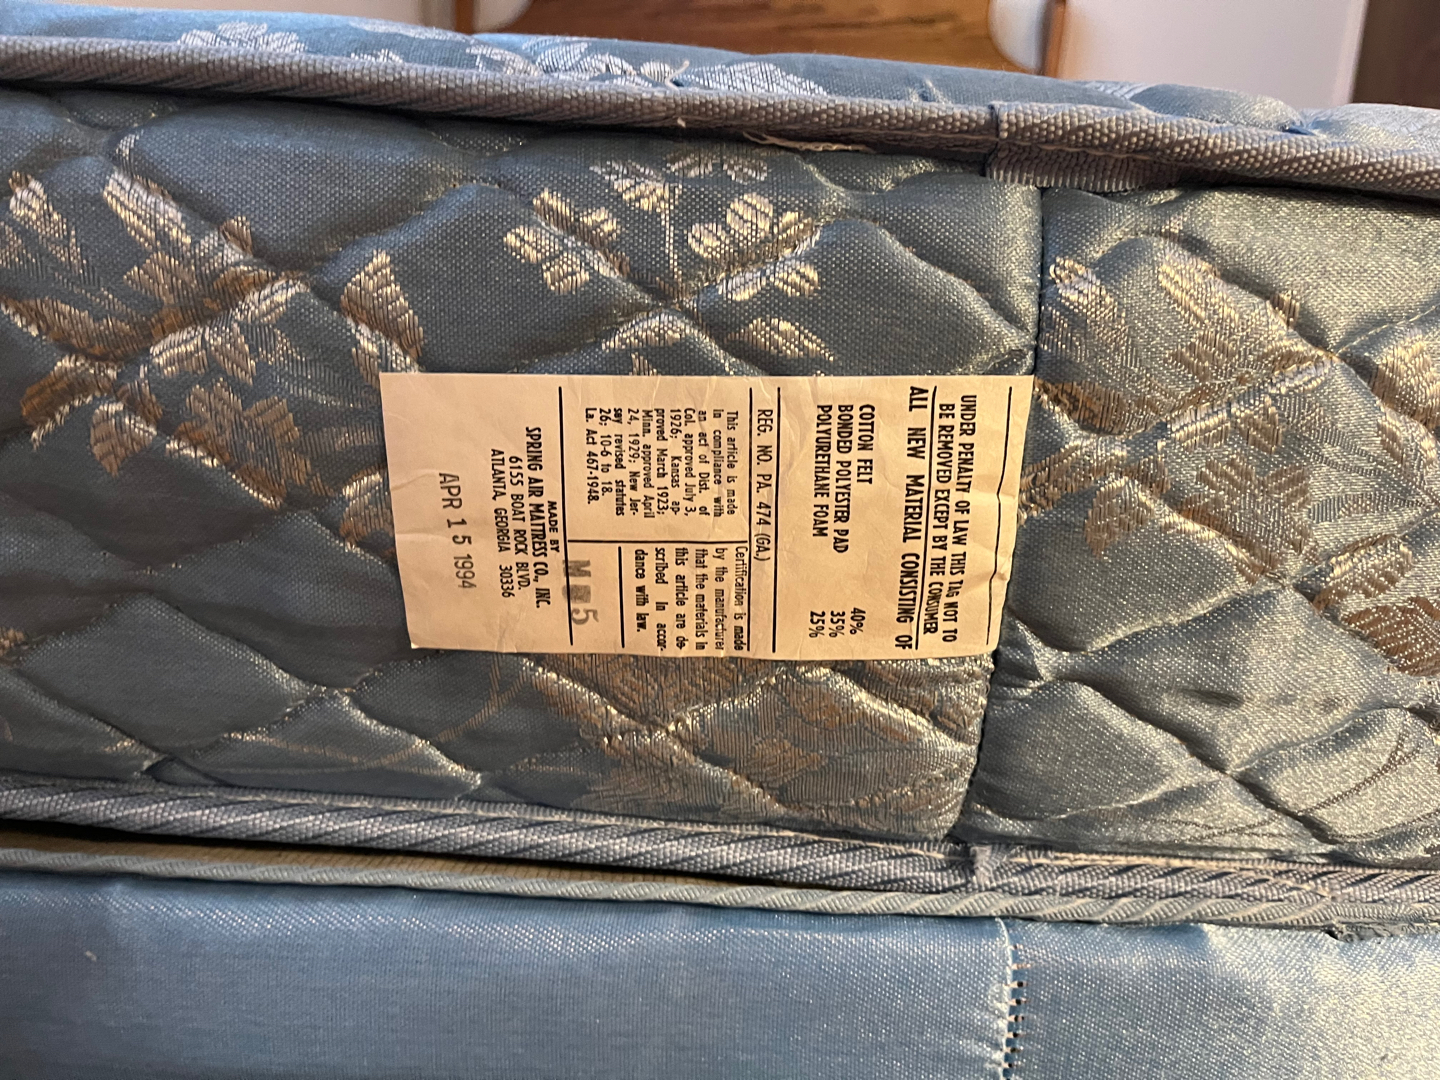 UNDER PENALTY OF LAW THIS TAG NOT TO
BE REMOVED EXCEPT BY THE CONSUMER
ALL NEW MATERIAL CONSISTING OF
COTTON FELT 40%
BONDED POLYESTER PAD 35%
POLYURETHANE FOAM 25%
REG. NO. PA. 474 (GA.)
This article is made
in compliance with
an act of Dist. of
Col. approved July 3,
1926; Kansas ap-
proved March 1923;
Minn. approved April
24, 1929; New Jer-
sey revised statutes
26; 10-6 to 18.
La. Act 467-1948.
Certification is made
by the manufacturer
that the materials in
this article are de-
scribed in accor-
dance with law.
MADE BY
SPRING AIR MATTRESS CO., INC.
6155 BOAT ROCK BLVD.
ATLANTA, GEORGIA 30336
APR 15 1994